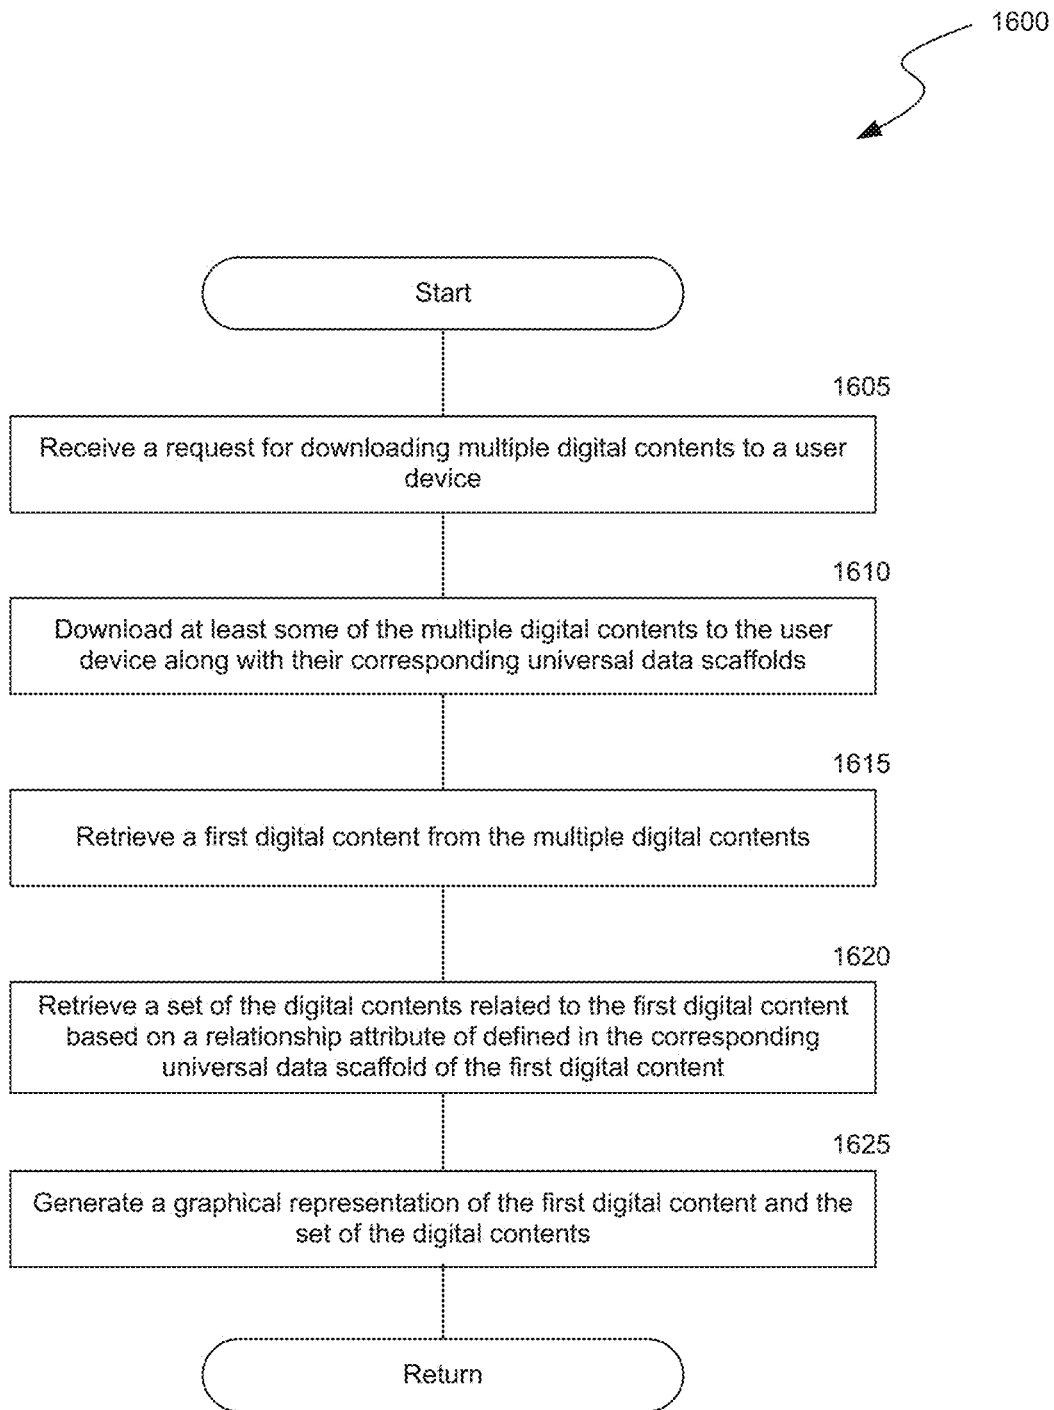 1600
Start
1605
Receive a request for downloading multiple digital contents to a user
device
1610
Download at least some of the multiple digital contents to the user
device along with their corresponding universal data scaffolds
1615
Retrieve a first digital content from the multiple digital contents
1620
Retrieve a set of the digital contents related to the first digital content
based on a relationship attribute of defined in the corresponding
universal data scaffold of the first digital content
1625
Generate a graphical representation of the first digital content and the
set of the digital contents
Return